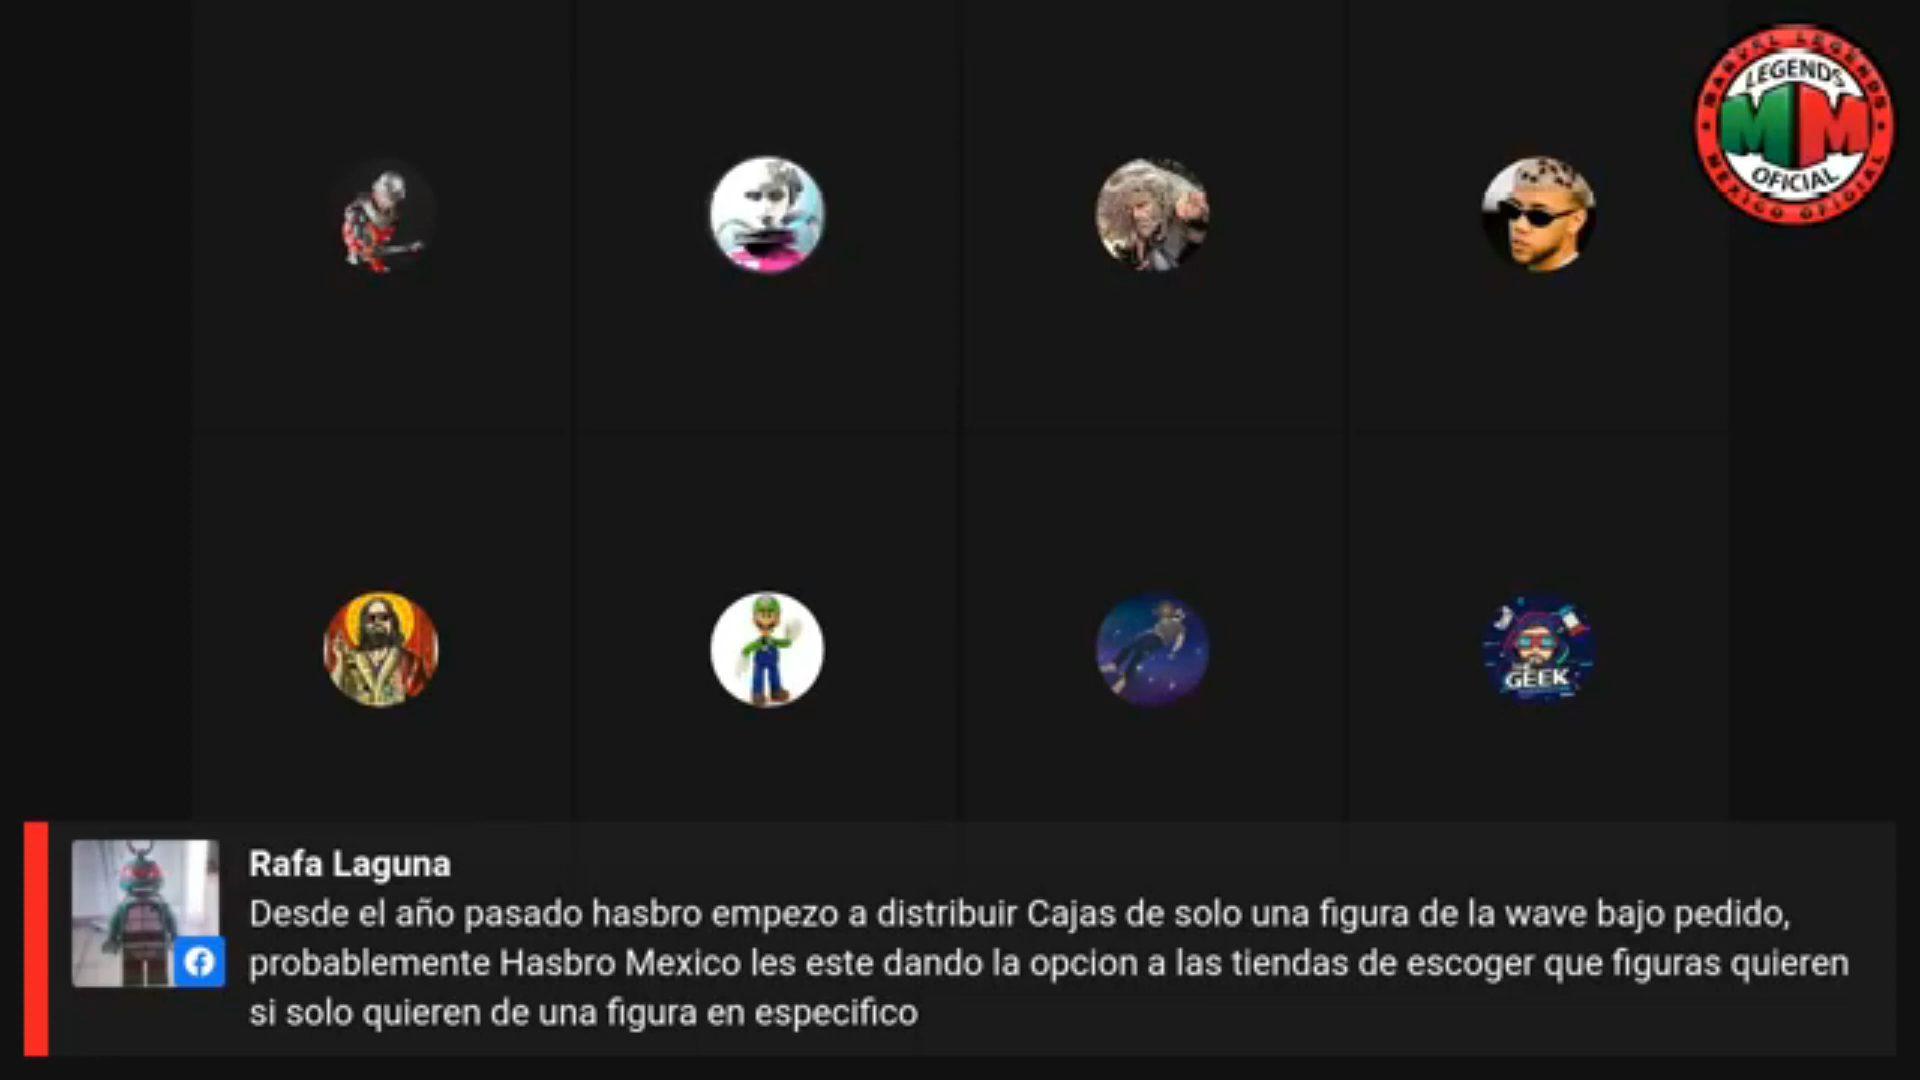 MARVEL LEGENDS
LEGENDS
MM
OFICIAL
MEXICO OFICIAL
GEEK
Rafa Laguna
Desde el año pasado hasbro empezo a distribuir Cajas de solo una figura de la wave bajo pedido,
probablemente Hasbro Mexico les este dando la opcion a las tiendas de escoger que figuras quieren
si solo quieren de una figura en especifico